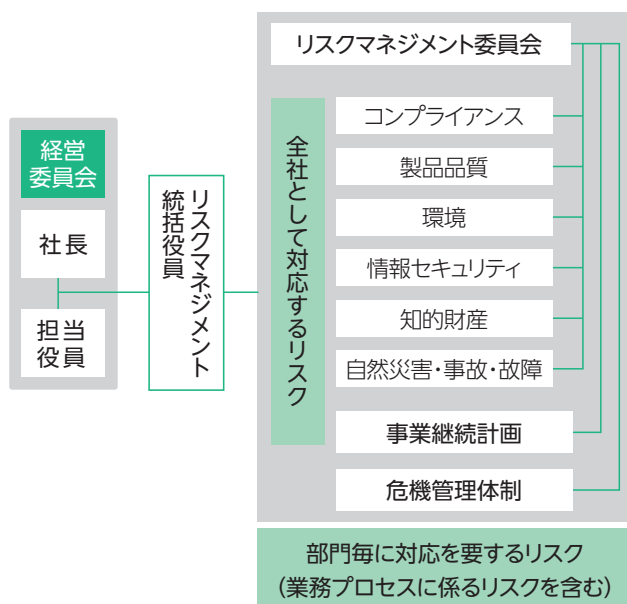 経営
委員会
社長
担当
役員
リスクマネジメント
統括役員
リスクマネジメント委員会
全社として対応するリスク
コンプライアンス
製品品質
環境
情報セキュリティ
知的財産
自然災害・事故・故障
事業継続計画
危機管理体制
部門毎に対応を要するリスク
(業務プロセスに係るリスクを含む)